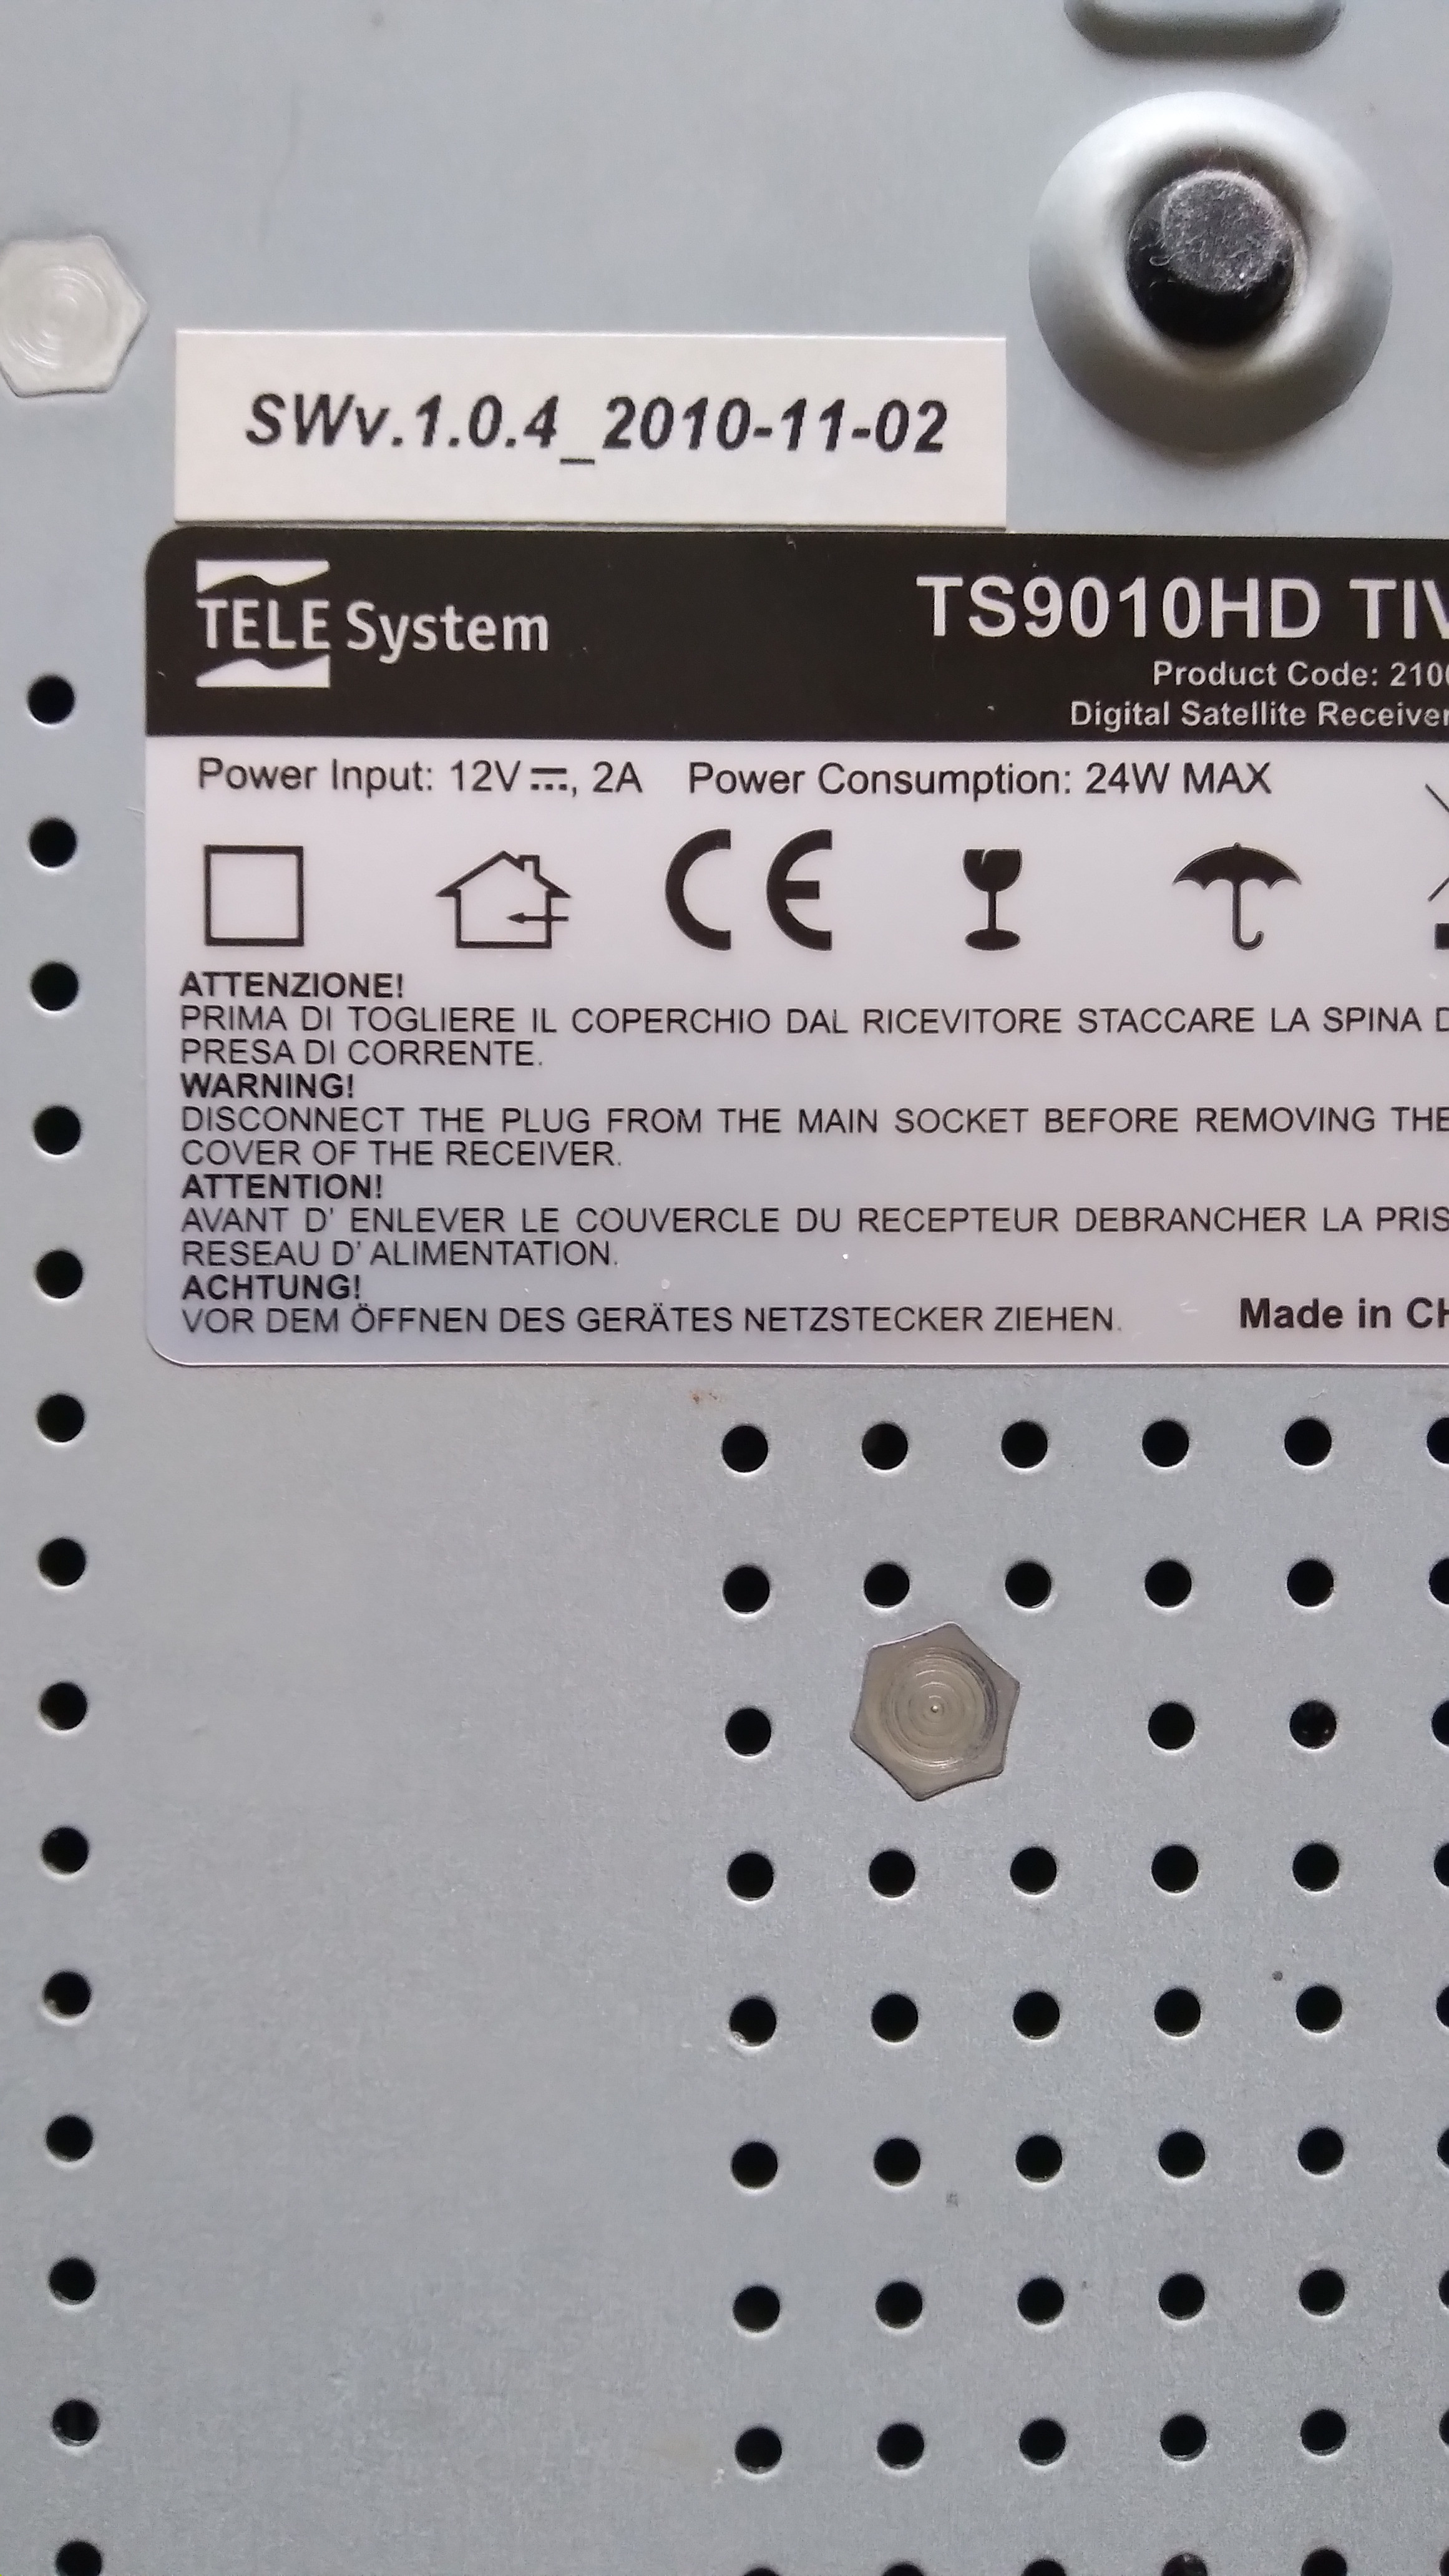 SWv.1.0.4_2010-11-02
TELE System
TS9010HD
Product Code:
Digital Satellite Receiver
Power Input: 12V⎓, 2A Power Consumption: 24W MAX
CE
ATTENZIONE!
PRIMA DI TOGLIERE IL COPERCHIO DAL RICEVITORE STACCARE LA SPINA
PRESA DI CORRENTE.
WARNING!
DISCONNECT THE PLUG FROM THE MAIN SOCKET BEFORE REMOVING THE
COVER OF THE RECEIVER.
ATTENTION!
AVANT D' ENLEVER LE COUVERCLE DU RECEPTEUR DEBRANCHER LA
RESEAU D' ALIMENTATION.
ACHTUNG!
VOR DEM ÖFFNEN DES GERÄTES NETZSTECKER ZIEHEN.
Made in